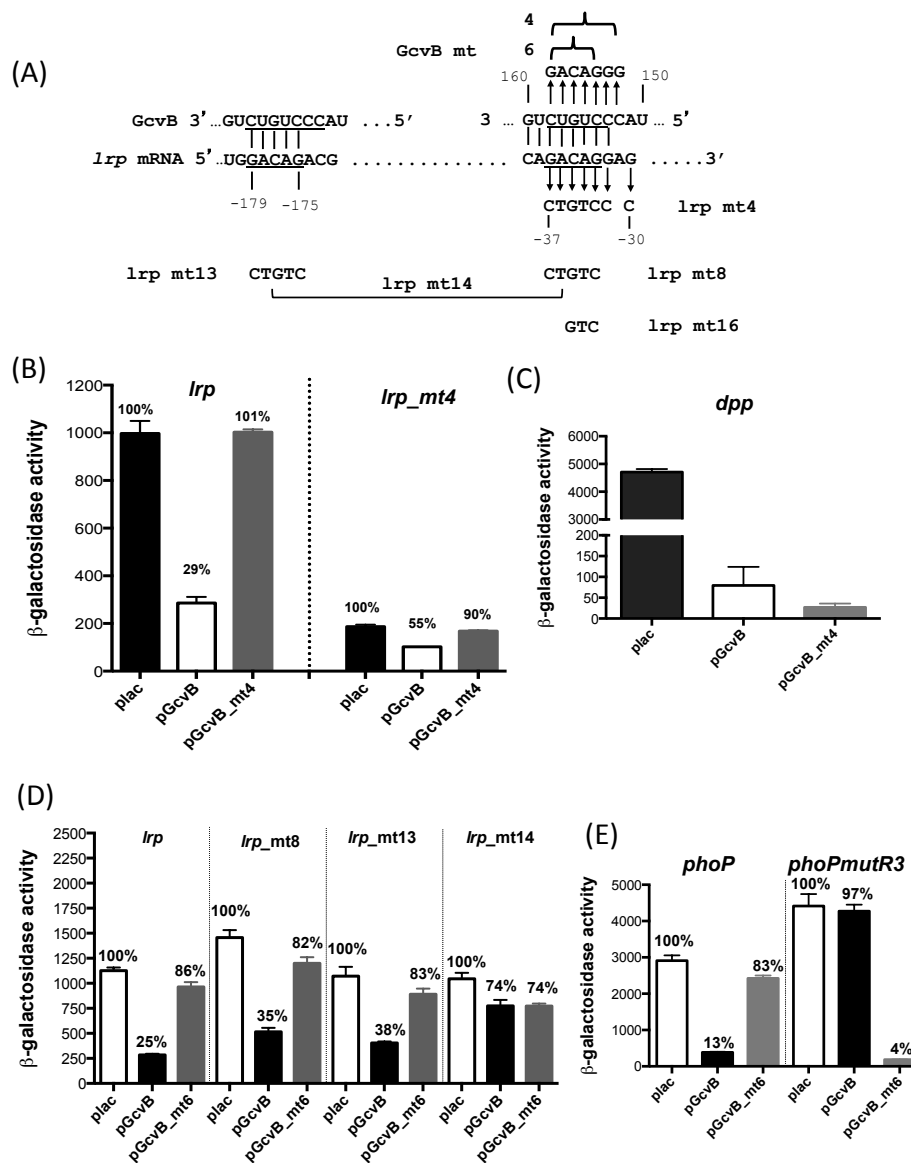 (A)
4
GcvB mt
6
GACAGGG
160
150
GcvB 3’…GUCUGUCCCAU ...5’
3 … GUCUGUCCCAU… 5’
lrp mRNA 5’…UGGACAGACG .............. CAGACAGGAG .....3’
-179
-175
CTGTCC C
lrp mt4
-37
-30
lrp mt13
CTGTC
lrp mt14
CTGTC
lrp mt8
GTC
lrp mt16
(B)
lrp
lrp_mt4
β-galactosidase activity
1200
1000
800
600
400
200
0
100%
29%
101%
100%
55%
90%
plac
pGcvB
pGcvB_mt4
plac
pGcvB
pGcvB_mt4
(C)
dpp
β-galactosidase activity
6000
5000
4000
3000
200
150
100
50
0
plac
pGcvB
pGcvB_mt4
(D)
lrp
lrp_mt8
lrp_mt13
lrp_mt14
β-galactosidase activity
2500
2250
2000
1750
1500
1250
1000
750
500
250
0
100%
25%
86%
100%
35%
82%
100%
38%
83%
100%
74%
74%
plac
pGcvB
pGcvB_mt6
plac
pGcvB
pGcvB_mt6
plac
pGcvB
pGcvB_mt6
plac
pGcvB
pGcvB_mt6
(E)
phoP
phoPmutR3
β-galactosidase activity
5000
4000
3000
2000
1000
0
100%
13%
83%
100%
97%
4%
plac
pGcvB
pGcvB_mt6
plac
pGcvB
pGcvB_mt6